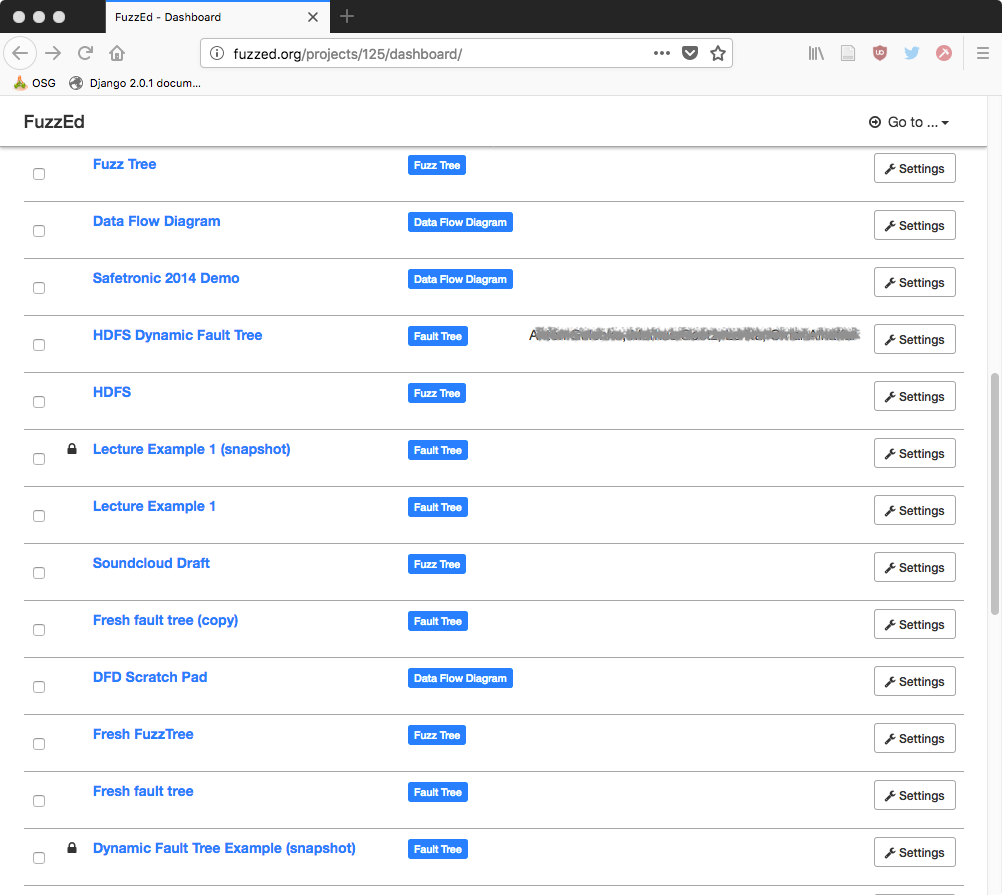 FuzzEd - Dashboard
fuzzed.org/projects/125/dashboard/
OSG Django 2.0.1 docum...
FuzzEd Go to ...
Fuzz Tree Fuzz Tree Settings
Data Flow Diagram Data Flow Diagram Settings
Safetronic 2014 Demo Data Flow Diagram Settings
HDFS Dynamic Fault Tree Fault Tree Settings
HDFS Fuzz Tree Settings
Lecture Example 1 (snapshot) Fault Tree Settings
Lecture Example 1 Fault Tree Settings
Soundcloud Draft Fuzz Tree Settings
Fresh fault tree (copy) Fault Tree Settings
DFD Scratch Pad Data Flow Diagram Settings
Fresh FuzzTree Fuzz Tree Settings
Fresh fault tree Fault Tree Settings
Dynamic Fault Tree Example (snapshot) Fault Tree Settings